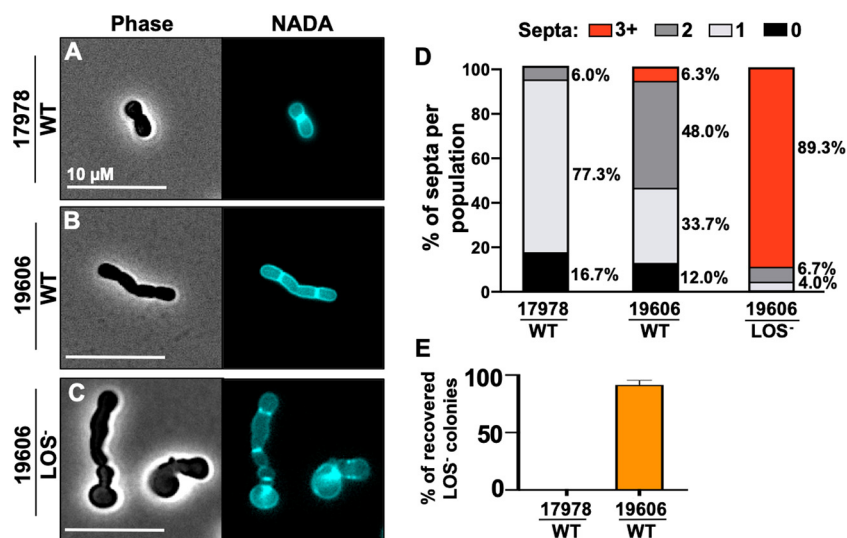 Phase
NADA
A
17978
WT
10 µM
B
19606
WT
C
19606
LOS-
D
Septa: 3+ 2 1 0
% of septa per
population
100
80
60
40
20
0
6.0%
77.3%
16.7%
6.3%
48.0%
33.7%
12.0%
89.3%
6.7%
4.0%
17978
WT
19606
WT
19606
LOS-
E
% of recovered
LOS- colonies
100
50
0
17978
WT
19606
WT